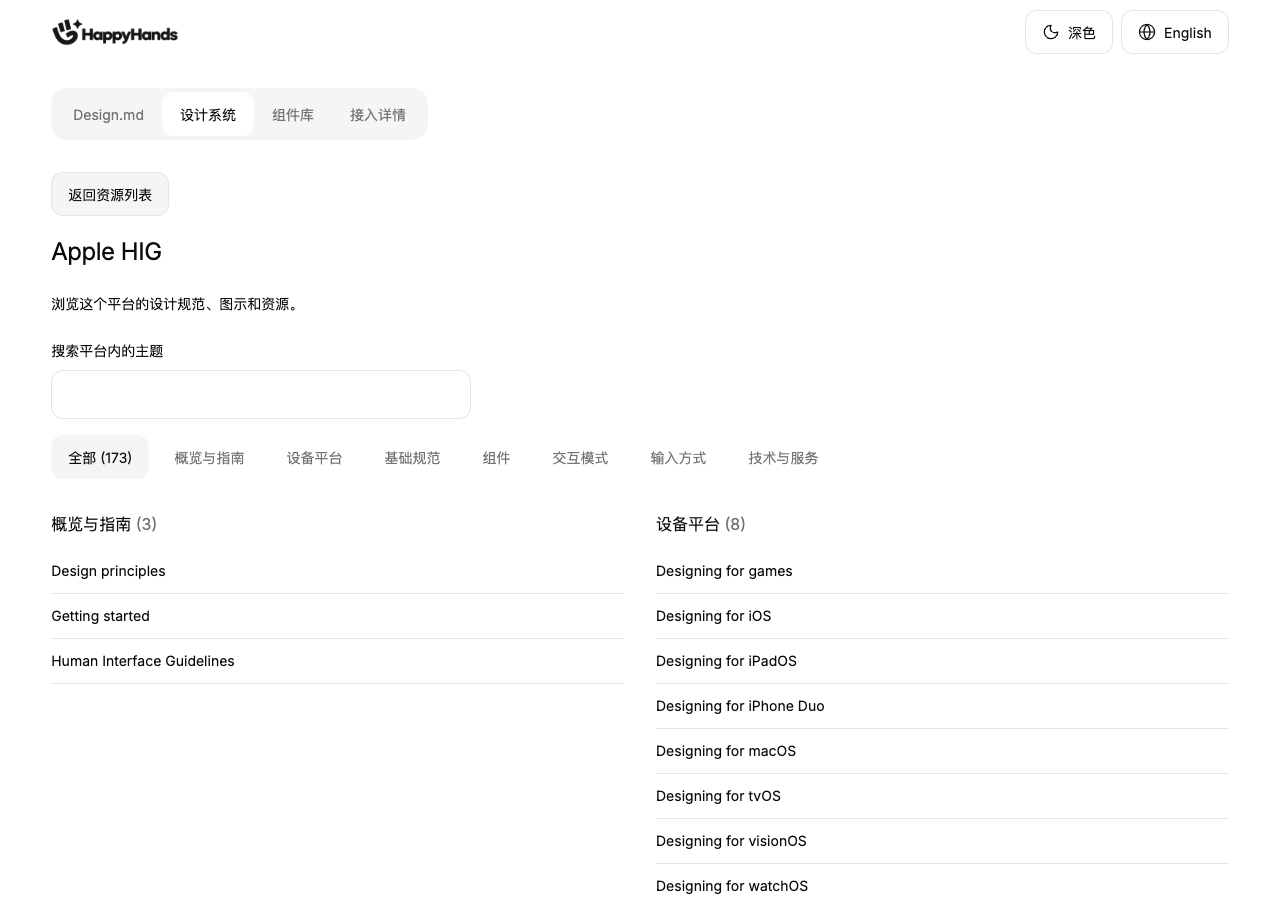 HappyHands
深色
English
Design.md
设计系统
组件库
接入详情
返回资源列表
Apple HIG
浏览这个平台的设计规范、图示和资源。
搜索平台内的主题
全部 (173)
概览与指南
设备平台
基础规范
组件
交互模式
输入方式
技术与服务
概览与指南 (3)
Design principles
Getting started
Human Interface Guidelines
设备平台 (8)
Designing for games
Designing for iOS
Designing for iPadOS
Designing for iPhone Duo
Designing for macOS
Designing for tvOS
Designing for visionOS
Designing for watchOS